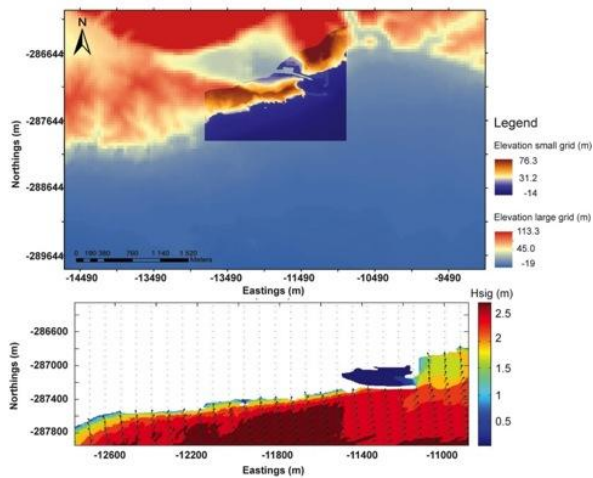 N
-286644
-287644
-288644
-289644
Northings (m)
0 190 380 760 1 140 1 520
Meters
-14490 -13490 -12490 -11490 -10490 -9490
Eastings (m)
Legend
Elevation small grid (m)
76.3
31.2
-14
Elevation large grid (m)
113.3
45.0
-19
Hsig (m)
-286600
-287000
-287400
-287800
Northings (m)
2.5
2.0
1.5
1.0
0.5
-12600 -12200 -11800 -11400 -11000
Eastings (m)